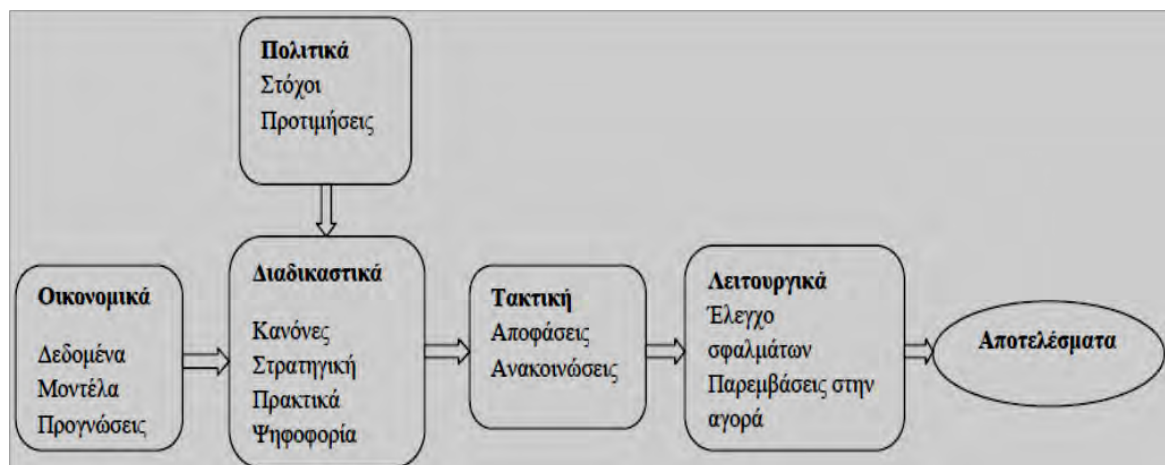 Πολιτικά
Στόχοι
Προτιμήσεις
Οικονομικά
Δεδομένα
Μοντέλα
Προγνώσεις
Διαδικαστικά
Κανόνες
Στρατηγική
Πρακτικά
Ψηφοφορία
Τακτική
Αποφάσεις
Ανακοινώσεις
Λειτουργικά
Έλεγχο
σφαλμάτων
Παρεμβάσεις στην
αγορά
Αποτελέσματα